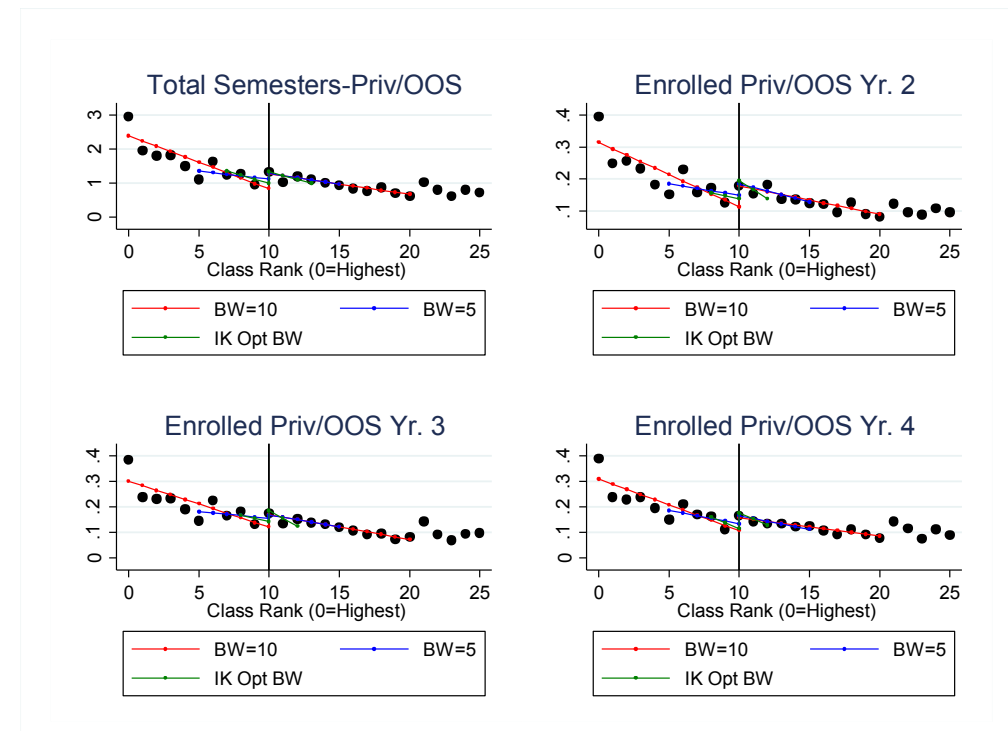 Total Semesters-Priv/OOS
3
2
1
0
0 5 10 15 20 25
Class Rank (0=Highest)
BW=10 BW=5
IK Opt BW
Enrolled Priv/OOS Yr. 2
.4
.3
.2
.1
0 5 10 15 20 25
Class Rank (0=Highest)
BW=10 BW=5
IK Opt BW
Enrolled Priv/OOS Yr. 3
.4
.3
.2
.1
0
0 5 10 15 20 25
Class Rank (0=Highest)
BW=10 BW=5
IK Opt BW
Enrolled Priv/OOS Yr. 4
.4
.3
.2
.1
0
0 5 10 15 20 25
Class Rank (0=Highest)
BW=10 BW=5
IK Opt BW